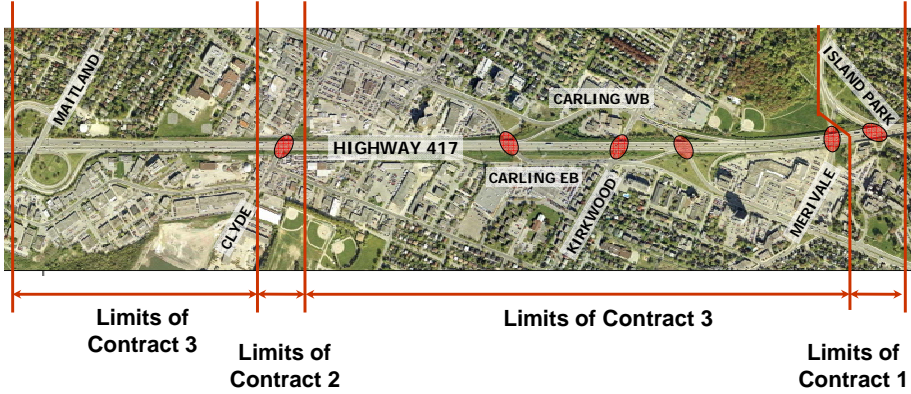 MAITLAND
CLYDE
HIGHWAY 417
CARLING WB
CARLING EB
KIRKWOOD
MERIVALE
ISLAND PARK
Limits of
Contract 3
Limits of
Contract 2
Limits of Contract 3
Limits of
Contract 1